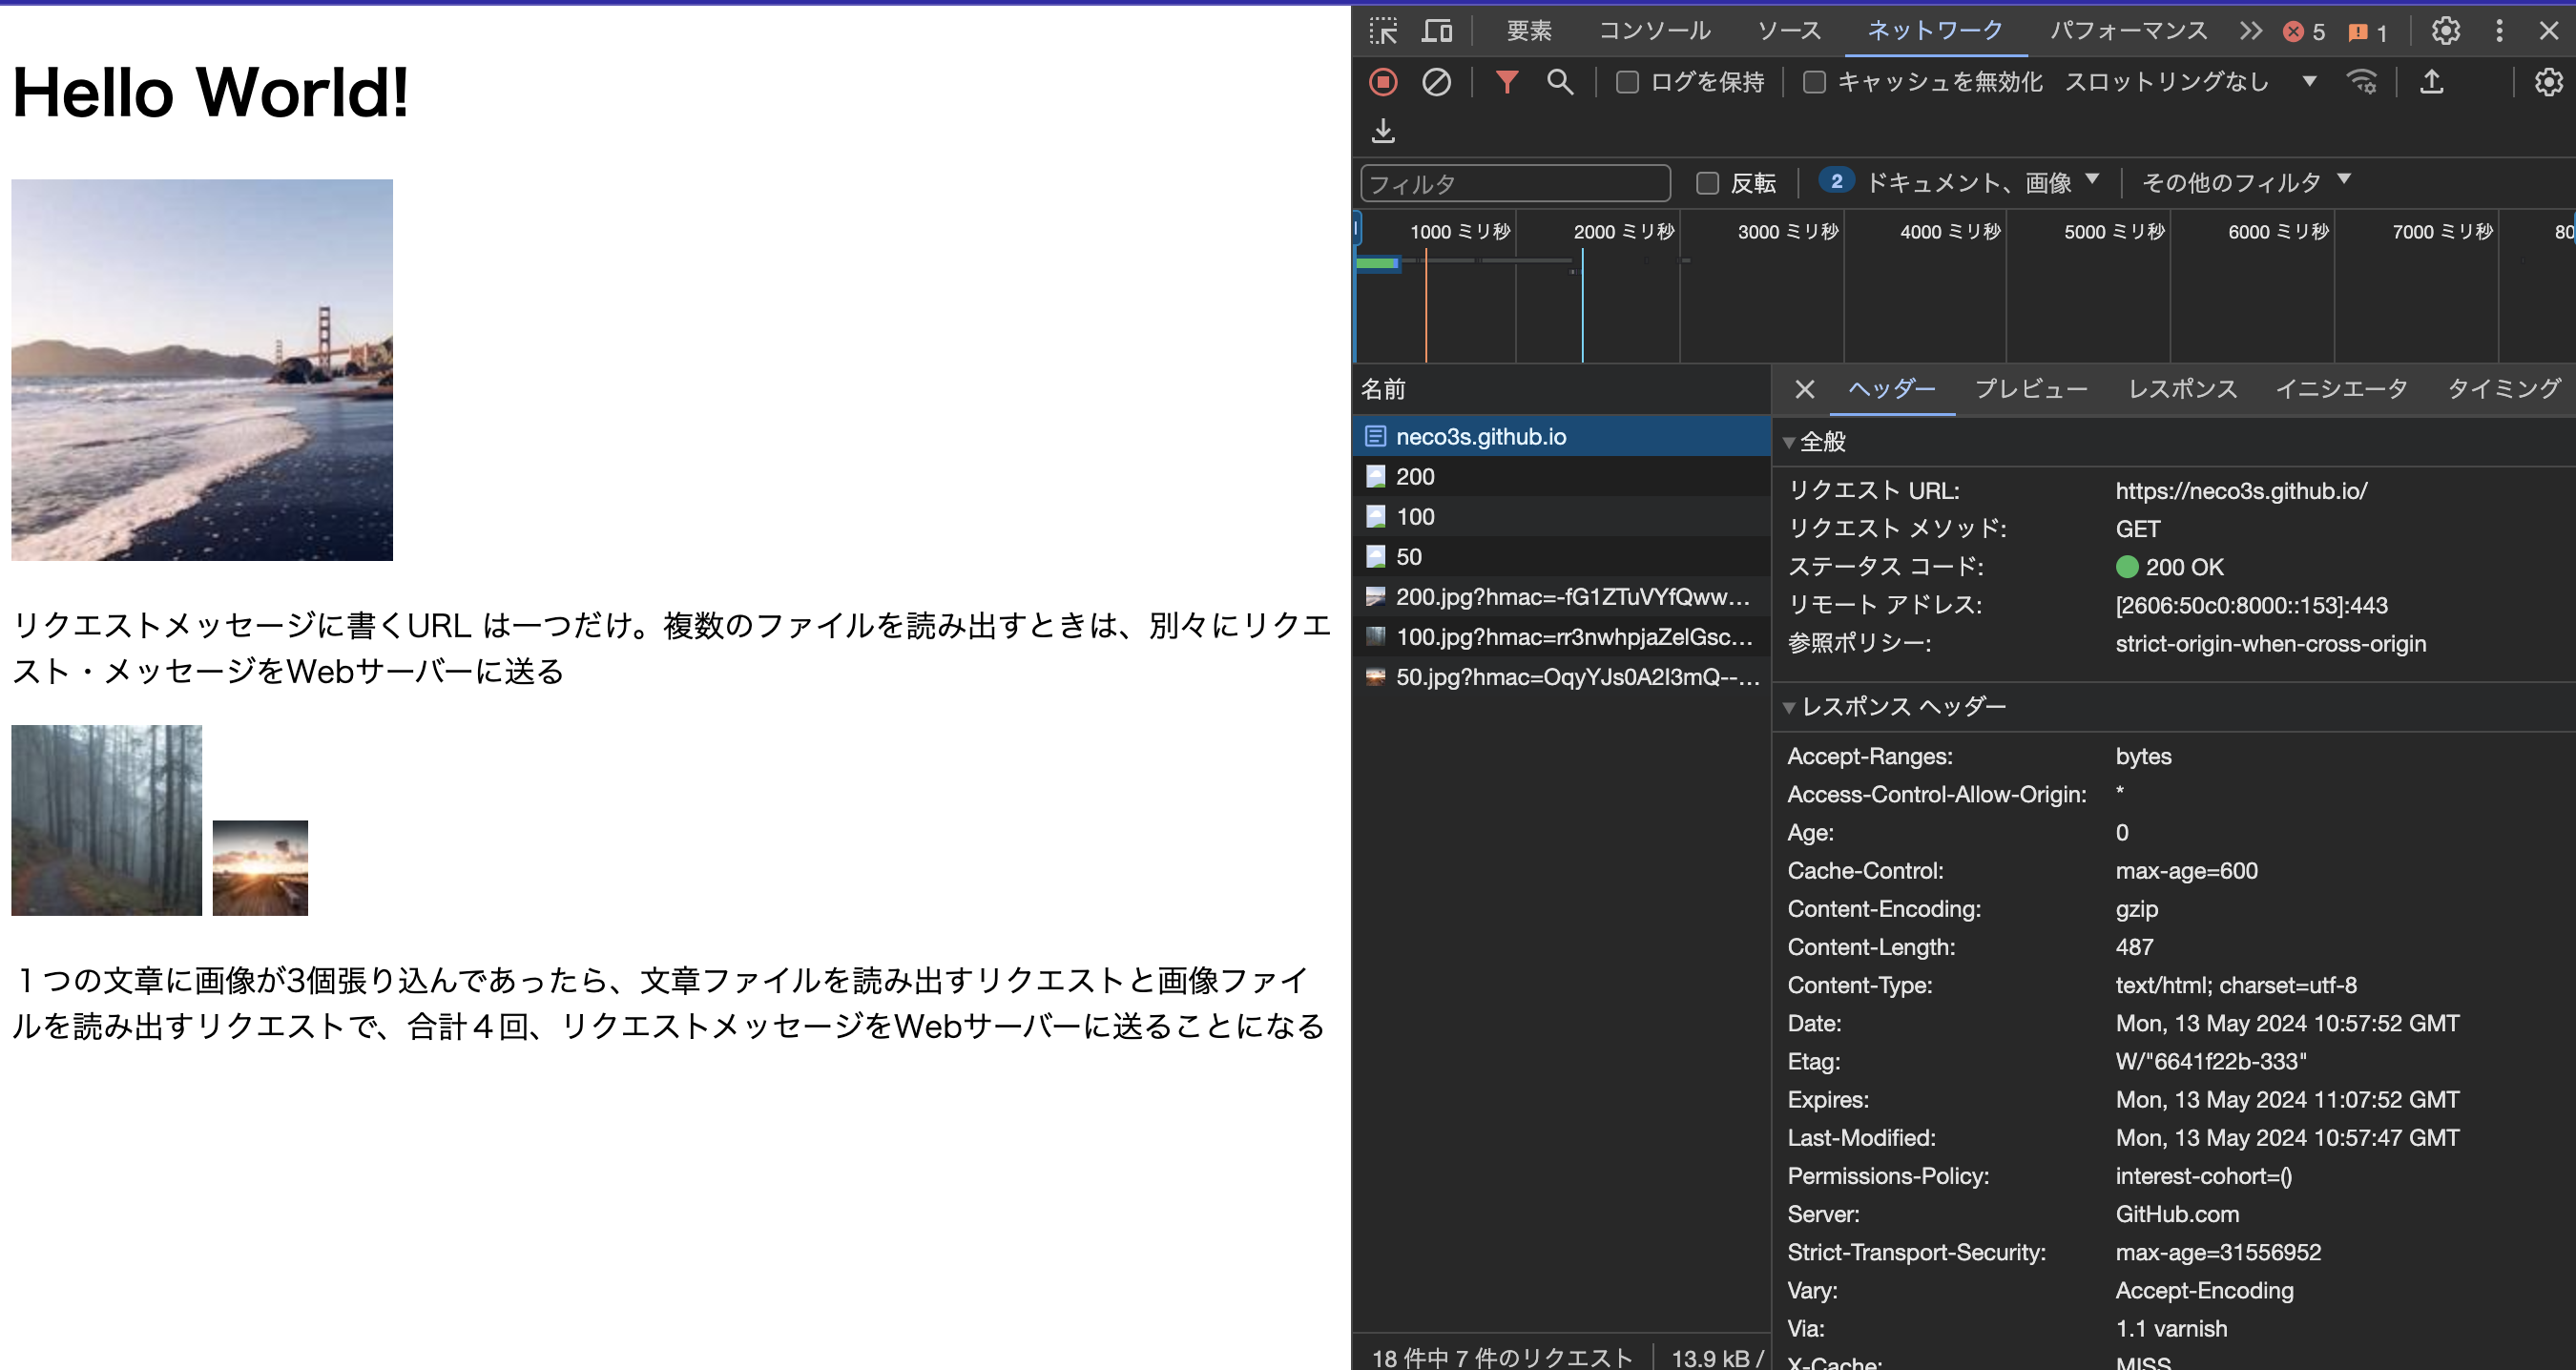 Hello World!
リクエストメッセージに書くURL は一つだけ。複数のファイルを読み出すときは、別々にリクエ
スト・メッセージをWebサーバーに送る
１つの文章に画像が3個張り込んであったら、文章ファイルを読み出すリクエストと画像ファイ
ルを読み出すリクエストで、合計４回、リクエストメッセージをWebサーバーに送ることになる
要素 コンソール ソース ネットワーク パフォーマンス 5 1
ログを保持 キャッシュを無効化 スロットリングなし
フィルタ 反転 2 ドキュメント、画像 その他のフィルタ
1000 ミリ秒 2000 ミリ秒 3000 ミリ秒 4000 ミリ秒 5000 ミリ秒 6000 ミリ秒 7000 ミリ秒 80
名前
neco3s.github.io
200
100
50
200.jpg?hmac=-fG1ZTuVYfQww...
100.jpg?hmac=rr3nwhpjaZelGsc...
50.jpg?hmac=OqyYJs0A2I3mQ--...
18 件中 7 件のリクエスト 13.9 kB /
ヘッダー プレビュー レスポンス イニシエータ タイミング
全般
リクエスト URL: https://neco3s.github.io/
リクエスト メソッド: GET
ステータス コード: 200 OK
リモート アドレス: [2606:50c0:8000::153]:443
参照ポリシー: strict-origin-when-cross-origin
レスポンス ヘッダー
Accept-Ranges: bytes
Access-Control-Allow-Origin: *
Age: 0
Cache-Control: max-age=600
Content-Encoding: gzip
Content-Length: 487
Content-Type: text/html; charset=utf-8
Date: Mon, 13 May 2024 10:57:52 GMT
Etag: W/"6641f22b-333"
Expires: Mon, 13 May 2024 11:07:52 GMT
Last-Modified: Mon, 13 May 2024 10:57:47 GMT
Permissions-Policy: interest-cohort=()
Server: GitHub.com
Strict-Transport-Security: max-age=31556952
Vary: Accept-Encoding
Via: 1.1 varnish
X-Cache: MISS